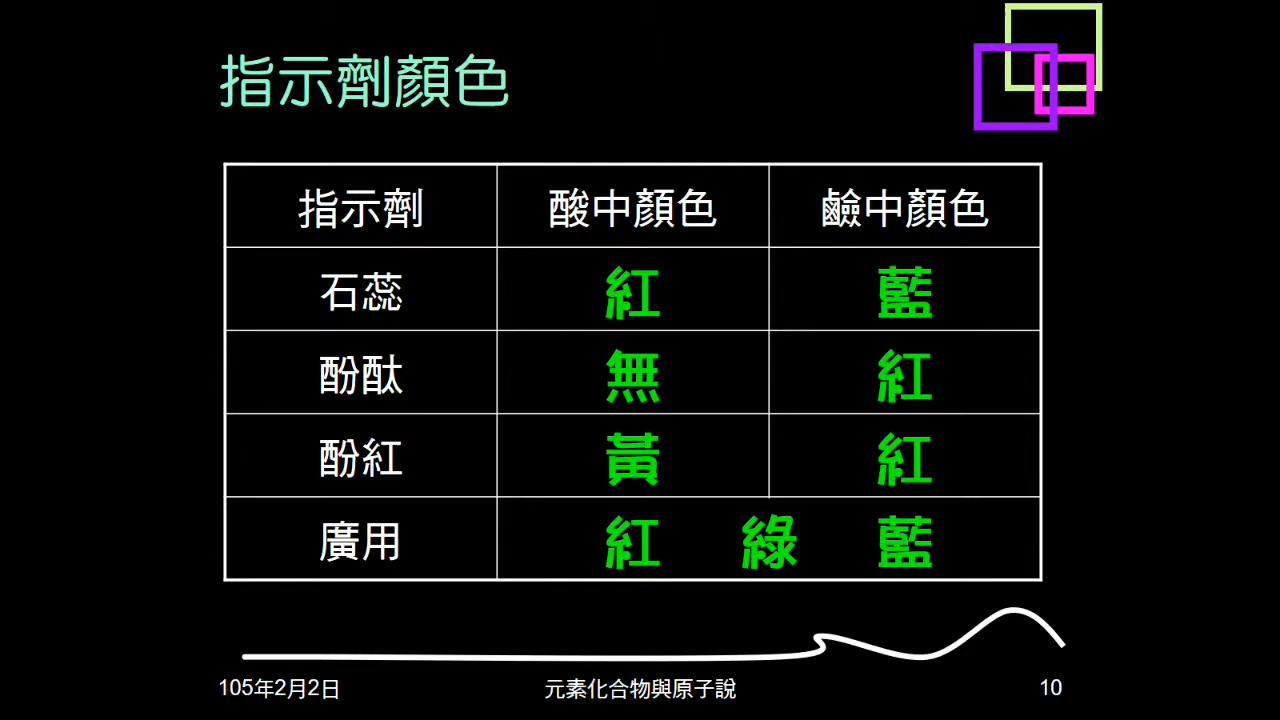 指示劑顏色
指示劑 酸中顏色 鹼中顏色
石蕊 紅 藍
酚酞 無 紅
酚紅 黃 紅
廣用 紅 綠 藍
105年2月2日 元素化合物與原子說 10